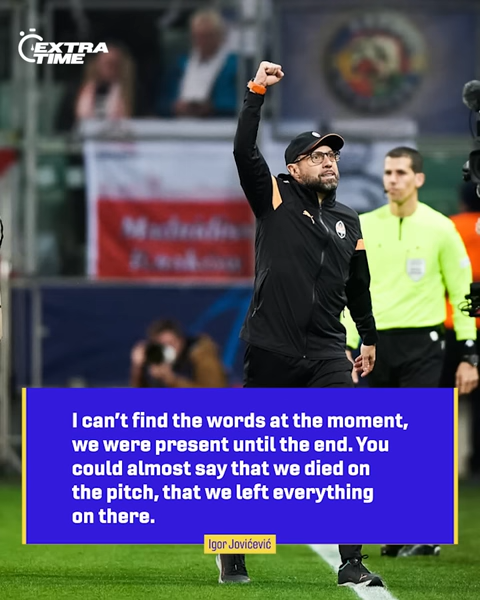 EXTRA
TIME
Madridistas
I can't find the words at the moment,
we were present until the end. You
could almost say that we died on
the pitch, that we left everything
on there.
Igor Jovićević